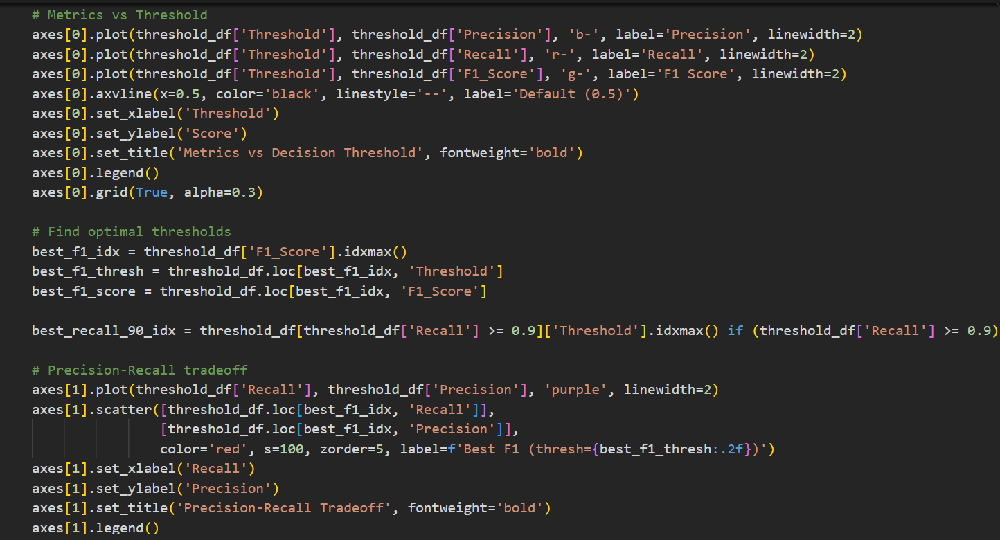 # Metrics vs Threshold
axes[0].plot(threshold_df['Threshold'], threshold_df['Precision'], 'b-', label='Precision', linewidth=2)
axes[0].plot(threshold_df['Threshold'], threshold_df['Recall'], 'r-', label='Recall', linewidth=2)
axes[0].plot(threshold_df['Threshold'], threshold_df['F1_Score'], 'g-', label='F1 Score', linewidth=2)
axes[0].axvline(x=0.5, color='black', linestyle='--', label='Default (0.5)')
axes[0].set_xlabel('Threshold')
axes[0].set_ylabel('Score')
axes[0].set_title('Metrics vs Decision Threshold', fontweight='bold')
axes[0].legend()
axes[0].grid(True, alpha=0.3)

# Find optimal thresholds
best_f1_idx = threshold_df['F1_Score'].idxmax()
best_f1_thresh = threshold_df.loc[best_f1_idx, 'Threshold']
best_f1_score = threshold_df.loc[best_f1_idx, 'F1_Score']

best_recall_90_idx = threshold_df[threshold_df['Recall'] >= 0.9]['Threshold'].idxmax() if (threshold_df['Recall'] >= 0.9)

# Precision-Recall tradeoff
axes[1].plot(threshold_df['Recall'], threshold_df['Precision'], 'purple', linewidth=2)
axes[1].scatter([threshold_df.loc[best_f1_idx, 'Recall']],
                [threshold_df.loc[best_f1_idx, 'Precision']],
                color='red', s=100, zorder=5, label=f'Best F1 (thresh={best_f1_thresh:.2f})')
axes[1].set_xlabel('Recall')
axes[1].set_ylabel('Precision')
axes[1].set_title('Precision-Recall Tradeoff', fontweight='bold')
axes[1].legend()